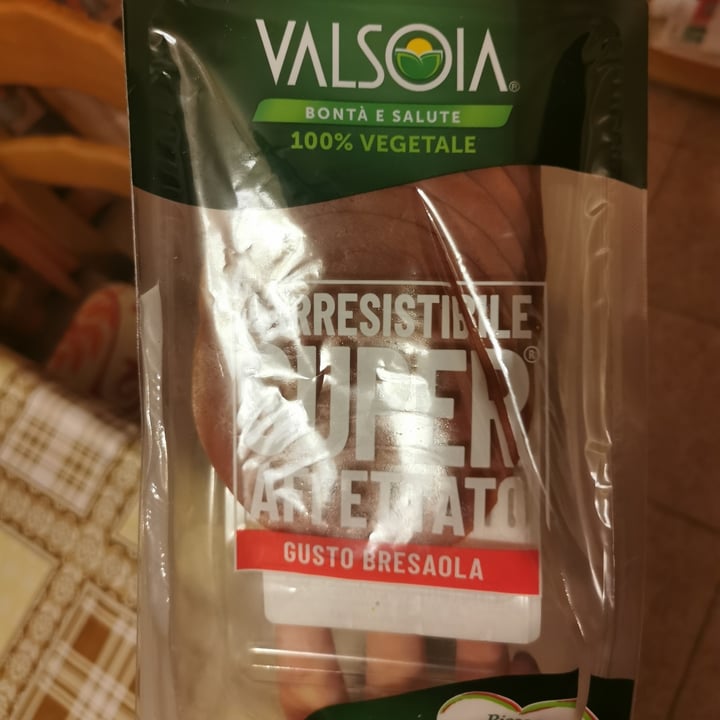 VALSOIA®
BONTÀ E SALUTE
100% VEGETALE
IRRESISTIBILE
SUPER®
AFFETTATO
GUSTO BRESAOLA